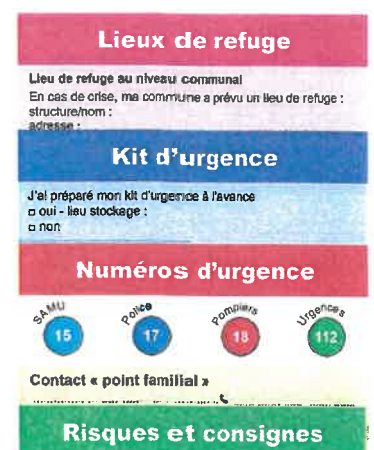 Lieux de refuge
Lieu de refuge au niveau communal
En cas de crise, ma commune a prévu un lieu de refuge :
structure/nom :
adresse :
Kit d'urgence
J'ai préparé mon kit d'urgence à l'avance
□ oui - lieu stockage :
□ non
Numéros d'urgence
SAMU Police Pompiers Urgences
15 17 18 112
Contact « point familial »
Risques et consignes